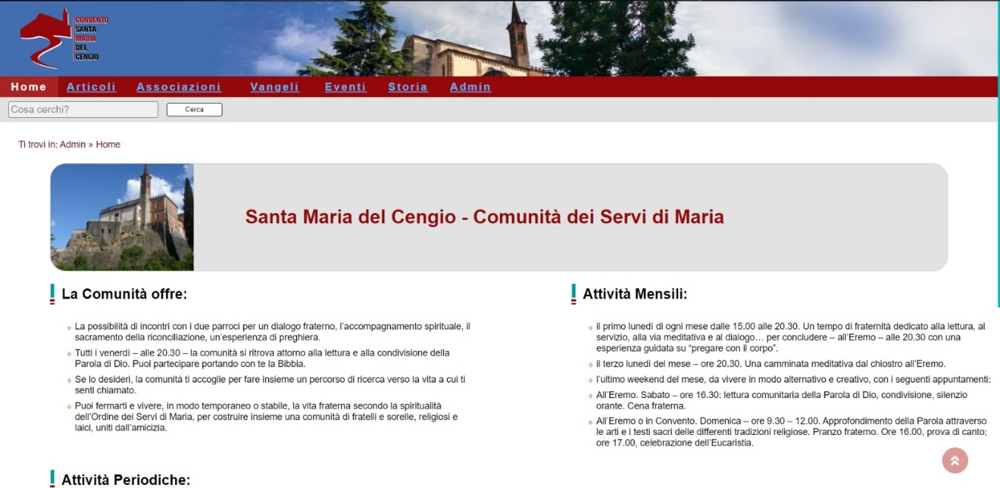 CONVENTO
SANTA
MARIA
DEL
CENGIO
Home Articoli Associazioni Vangeli Eventi Storia Admin
Cosa cerchi? Cerca
Ti trovi in: Admin » Home
Santa Maria del Cengio - Comunità dei Servi di Maria
La Comunità offre:
La possibilità di incontri con i due parroci per un dialogo fraterno, l'accompagnamento spirituale, il
sacramento della riconciliazione, un'esperienza di preghiera.
Tutti i venerdì – alle 20.30 – la comunità si ritrova attorno alla lettura e alla condivisione della
Parola di Dio. Puoi partecipare portando con te la Bibbia.
Se lo desideri, la comunità ti accoglie per fare insieme un percorso di ricerca verso la vita a cui ti
senti chiamato.
Puoi fermarti e vivere, in modo temporaneo o stabile, la vita fraterna secondo la spiritualità
dell'Ordine dei Servi di Maria, per costruire insieme una comunità di fratelli e sorelle, religiosi e
laici, uniti dall'amicizia.
Attività Mensili:
il primo lunedì di ogni mese dalle 15.00 alle 20.30. Un tempo di fraternità dedicato alla lettura, al
servizio, alla via meditativa e al dialogo… per concludere – all'Eremo – alle 20.30 con una
esperienza guidata su "pregare con il corpo".
il terzo lunedì del mese – ore 20.30. Una camminata meditativa dal chiostro all'Eremo.
l'ultimo weekend del mese, da vivere in modo alternativo e creativo, con i seguenti appuntamenti:
All'Eremo. Sabato – ore 16.30: lettura comunitaria della Parola di Dio, condivisione, silenzio
orante. Cena fraterna.
All'Eremo o in Convento. Domenica – ore 9.30 – 12.00. Approfondimento della Parola attraverso
le arti e i testi sacri delle differenti tradizioni religiose. Pranzo fraterno. Ore 16.00, prova di canto;
ore 17.00, celebrazione dell'Eucaristia.
Attività Periodiche: